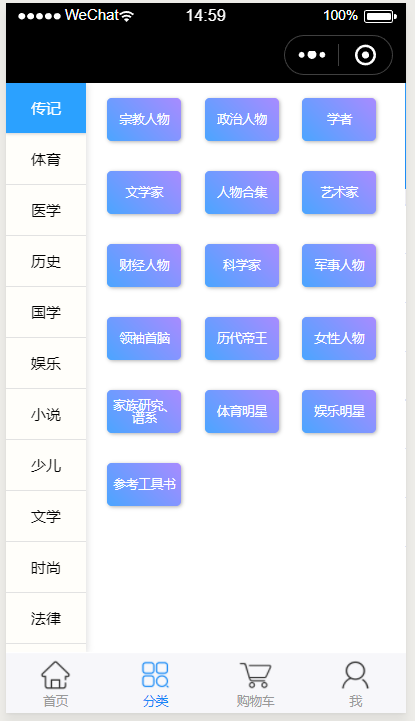 WeChat 14:59 100%
传记
体育
医学
历史
国学
娱乐
小说
少儿
文学
时尚
法律
宗教人物 政治人物 学者
文学家 人物合集 艺术家
财经人物 科学家 军事人物
领袖首脑 历代帝王 女性人物
家族研究、
谱系
体育明星 娱乐明星
参考工具书
首页 分类 购物车 我